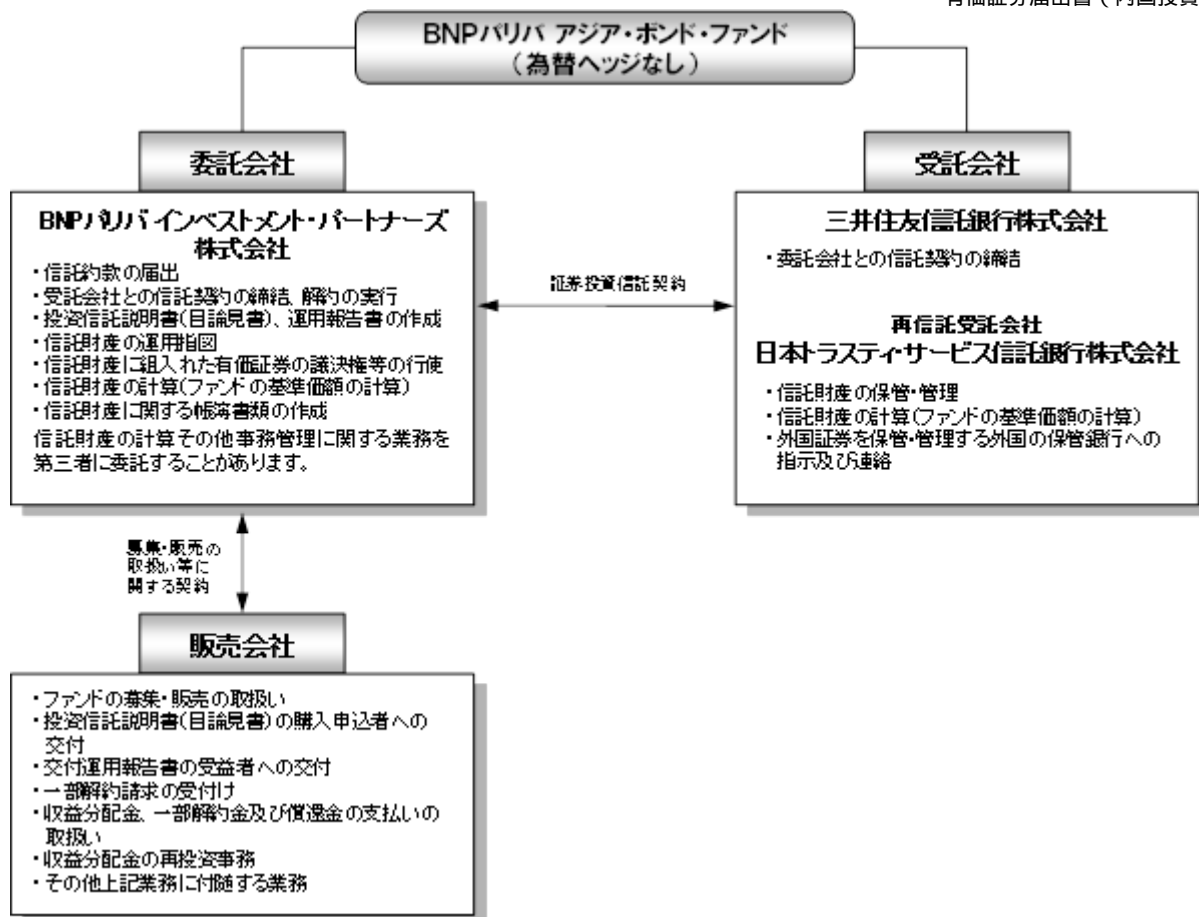 有価証券届出書（内国投資
BNPパリバ アジア・ボンド・ファンド
（為替ヘッジなし）
委託会社
BNPパリバ インベストメント・パートナーズ
株式会社
・信託約款の届出
・受託会社との信託契約の締結、解約の実行
・投資信託説明書(目論見書)、運用報告書の作成
・信託財産の運用指図
・信託財産に組入れた有価証券の議決権等の行使
・信託財産の計算(ファンドの基準価額の計算)
・信託財産に関する帳簿書類の作成
信託財産の計算その他事務管理に関する業務を
第三者に委託することがあります。
証券投資信託契約
受託会社
三井住友信託銀行株式会社
・委託会社との信託契約の締結
再信託受託会社
日本トラスティ・サービス信託銀行株式会社
・信託財産の保管・管理
・信託財産の計算(ファンドの基準価額の計算)
・外国証券を保管・管理する外国の保管銀行への
指示及び連絡
募集・販売の
取扱い等に
関する契約
販売会社
・ファンドの募集・販売の取扱い
・投資信託説明書(目論見書)の購入申込者への
交付
・交付運用報告書の受益者への交付
・一部解約請求の受付け
・収益分配金、一部解約金及び償還金の支払いの
取扱い
・収益分配金の再投資事務
・その他上記業務に付随する業務